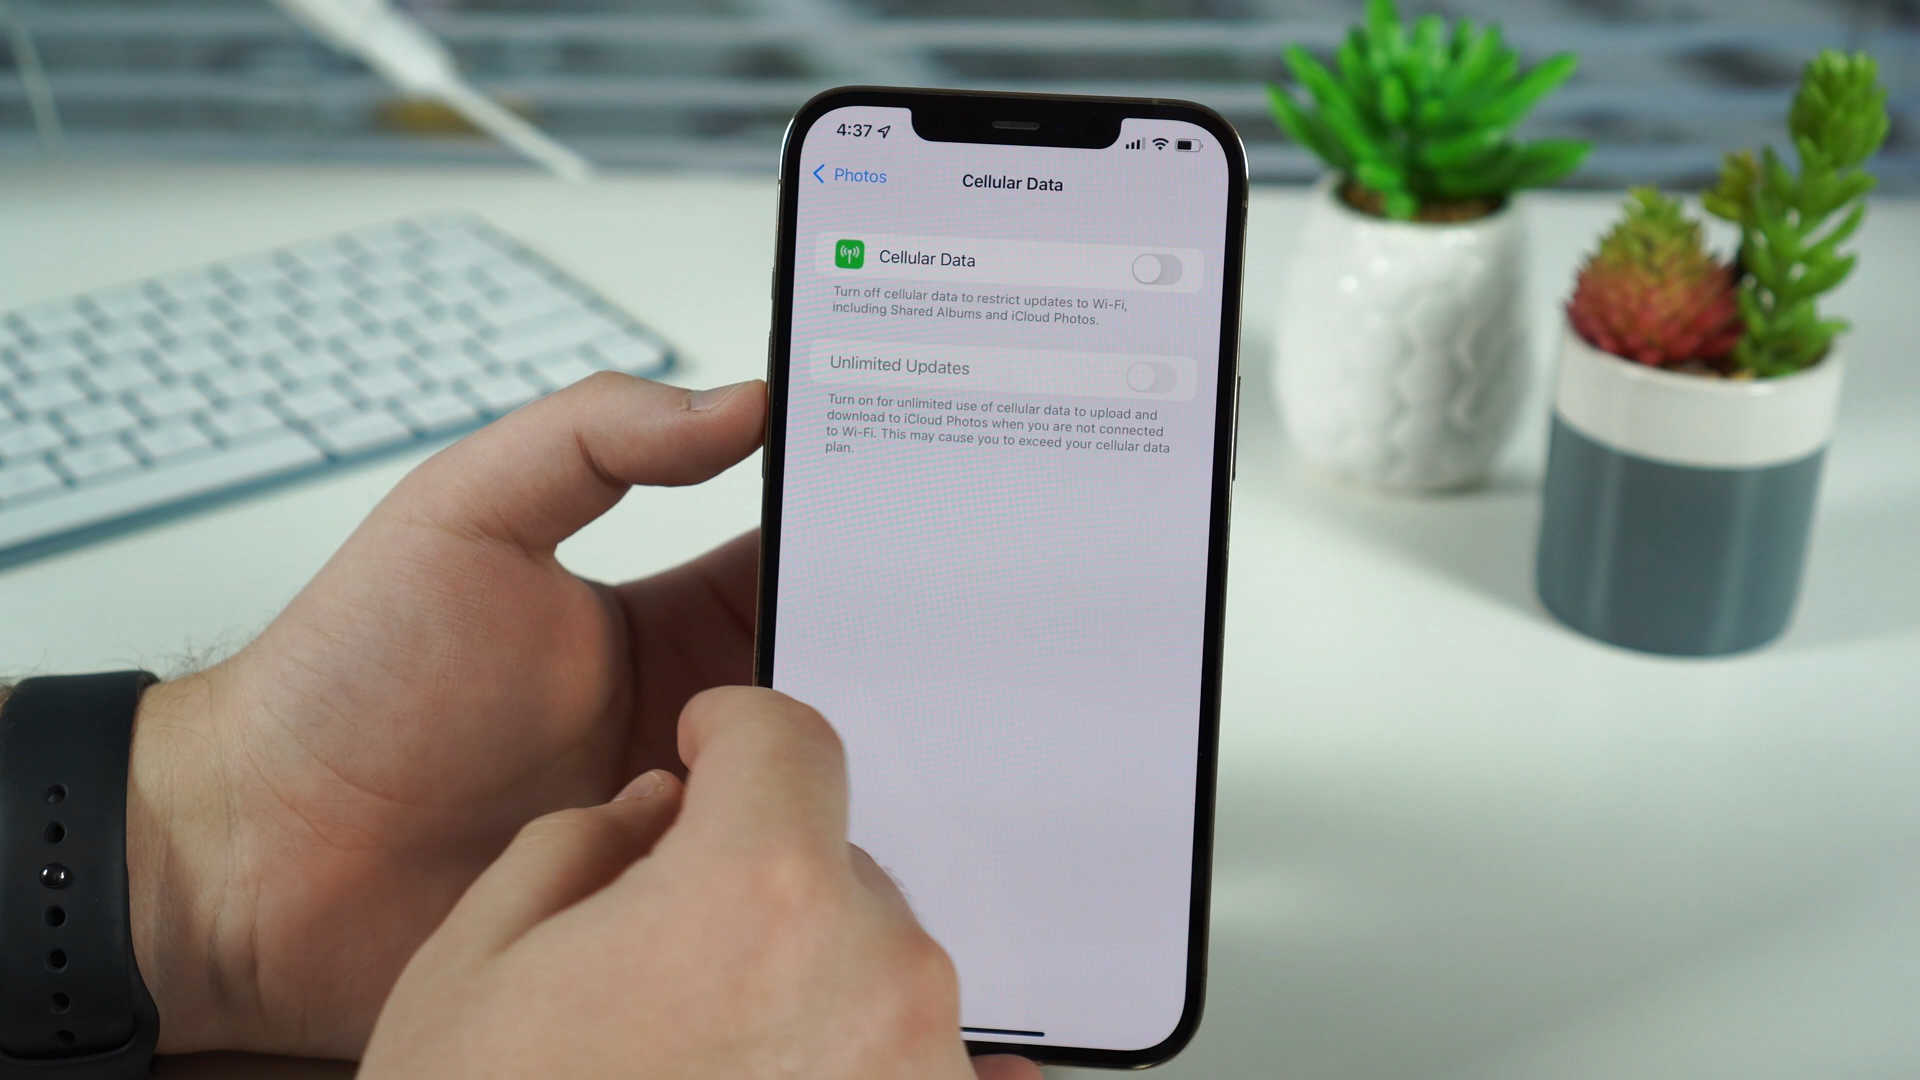 4:37
Photos
Cellular Data
Cellular Data
Turn off cellular data to restrict updates to Wi-Fi,
including Shared Albums and iCloud Photos.
Unlimited Updates
Turn on for unlimited use of cellular data to upload and
download to iCloud Photos when you are not connected
to Wi-Fi. This may cause you to exceed your cellular data
plan.